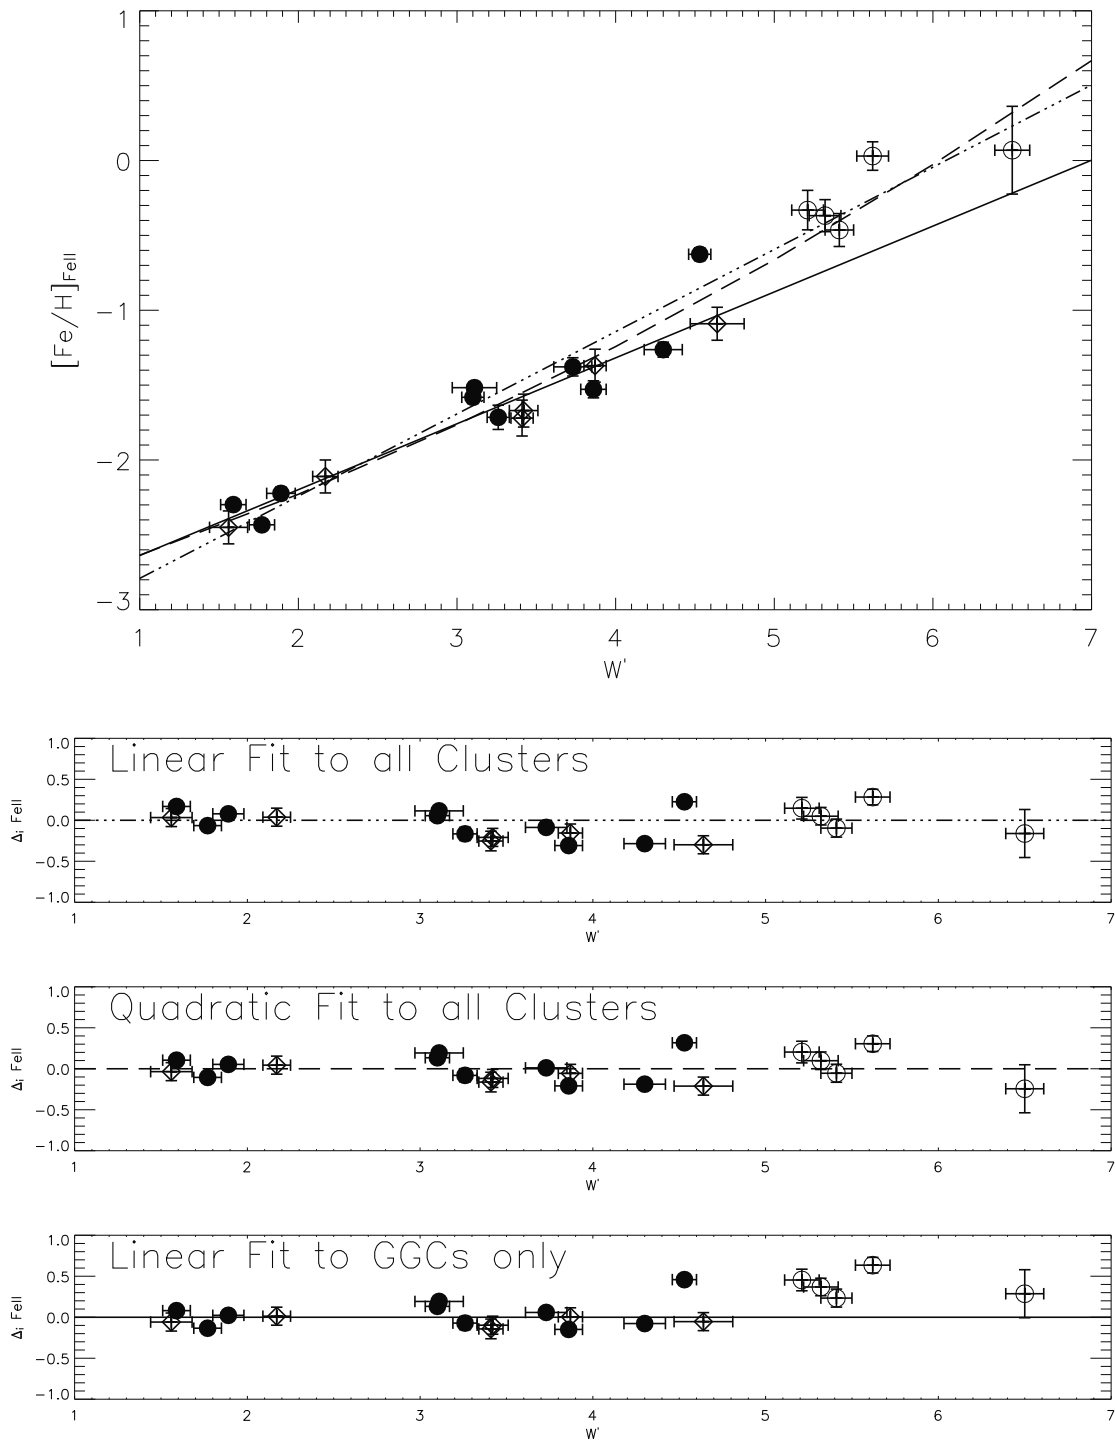 1
0
−1
−2
−3
[Fe/H]FeII
1 2 3 4 5 6 7
W'
Linear Fit to all Clusters
1.0
0.5
0.0
−0.5
−1.0
Δi FeII
1 2 3 4 5 6 7
W'
Quadratic Fit to all Clusters
1.0
0.5
0.0
−0.5
−1.0
Δi FeII
1 2 3 4 5 6 7
W'
Linear Fit to GGCs only
1.0
0.5
0.0
−0.5
−1.0
Δi FeII
1 2 3 4 5 6 7
W'